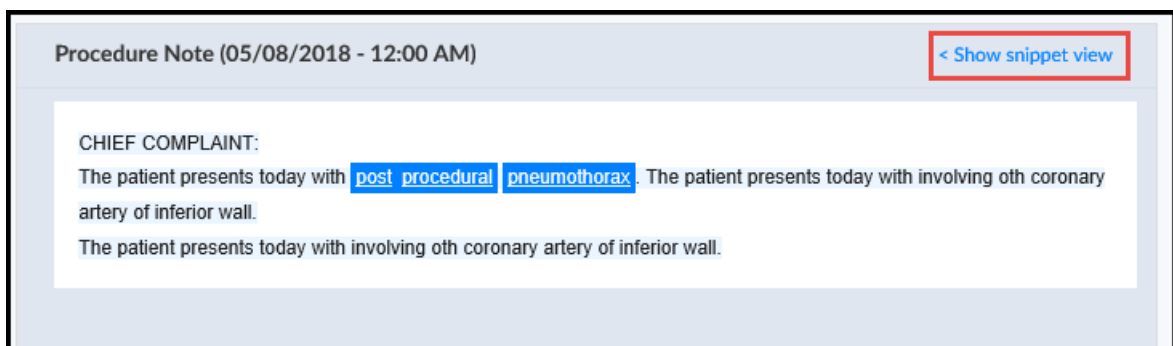 Procedure Note (05/08/2018 - 12:00 AM)
< Show snippet view
CHIEF COMPLAINT:
The patient presents today with post procedural pneumothorax. The patient presents today with involving oth coronary
artery of inferior wall.
The patient presents today with involving oth coronary artery of inferior wall.